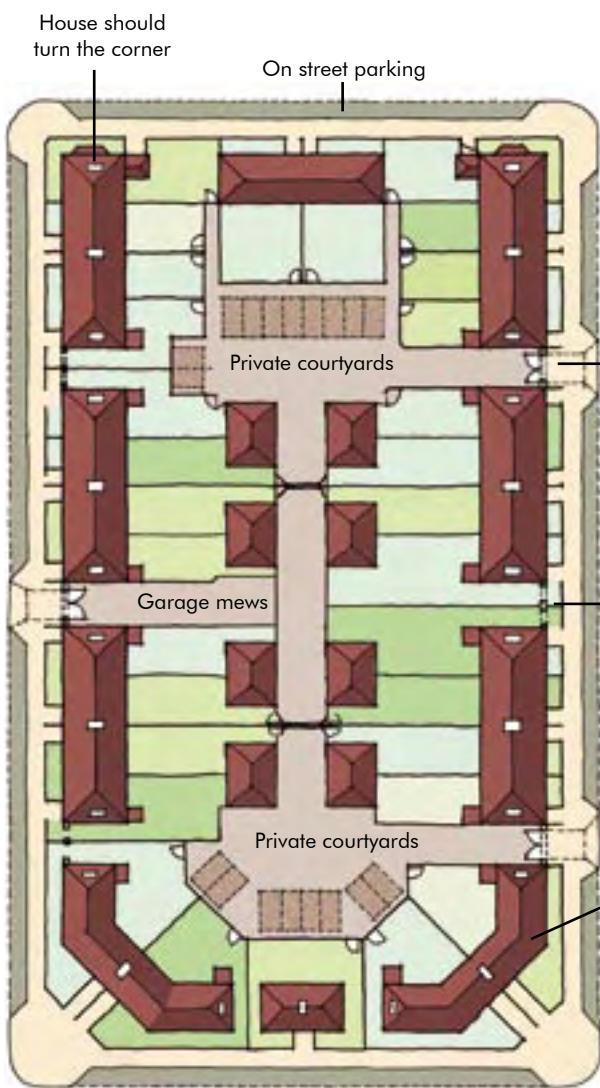 House should
turn the corner
On street parking
Private courtyards
Garage mews
Private courtyards